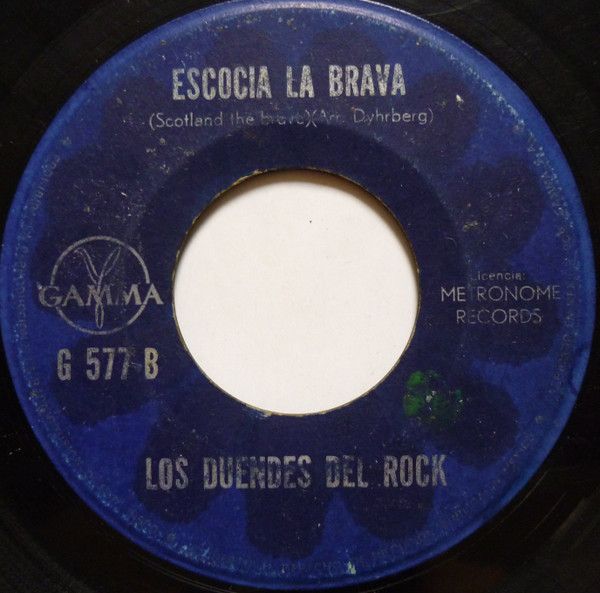 ESCOCIA LA BRAVA
(Scotland the brave)(Arr. Dyhrberg)
GAMMA
Licencia:
METRONOME
RECORDS
G 577-B
LOS DUENDES DEL ROCK